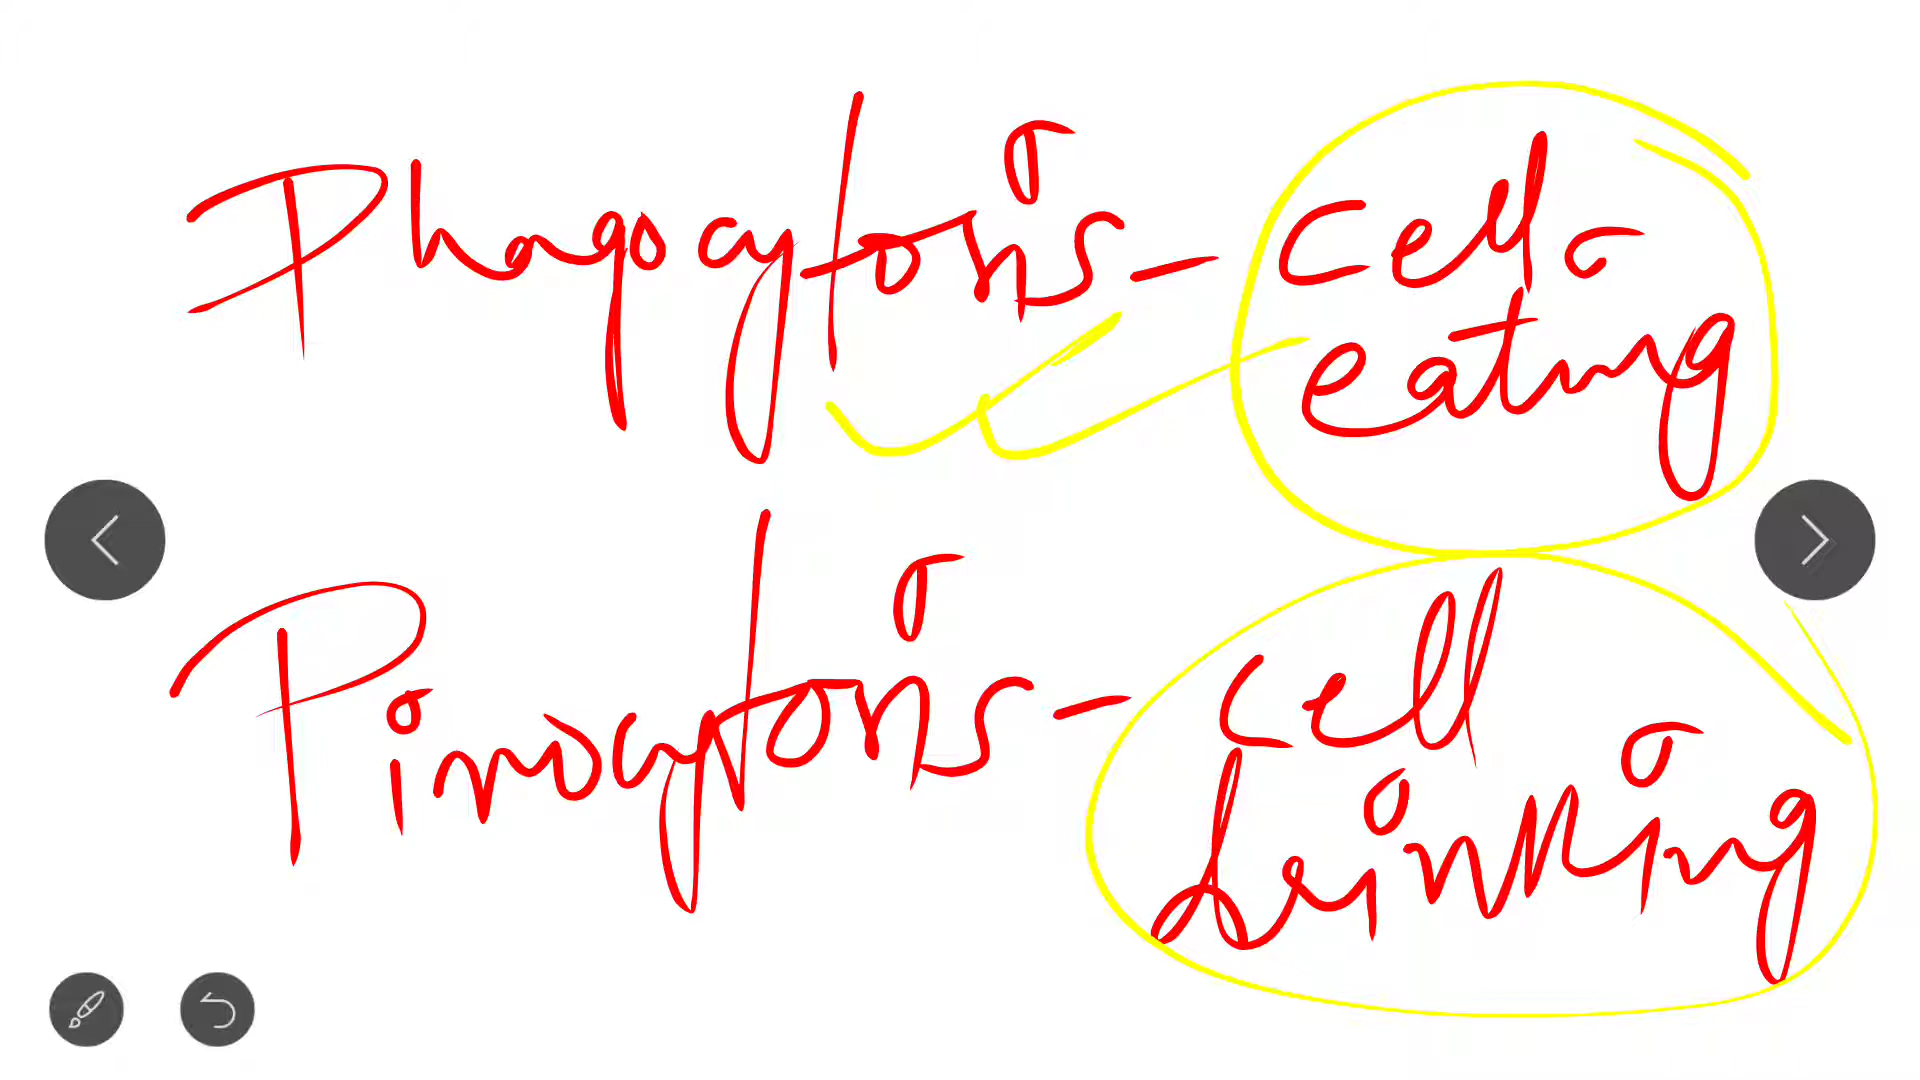 Phagocytosis - cell
eating
Pinocytosis - cell
drinking